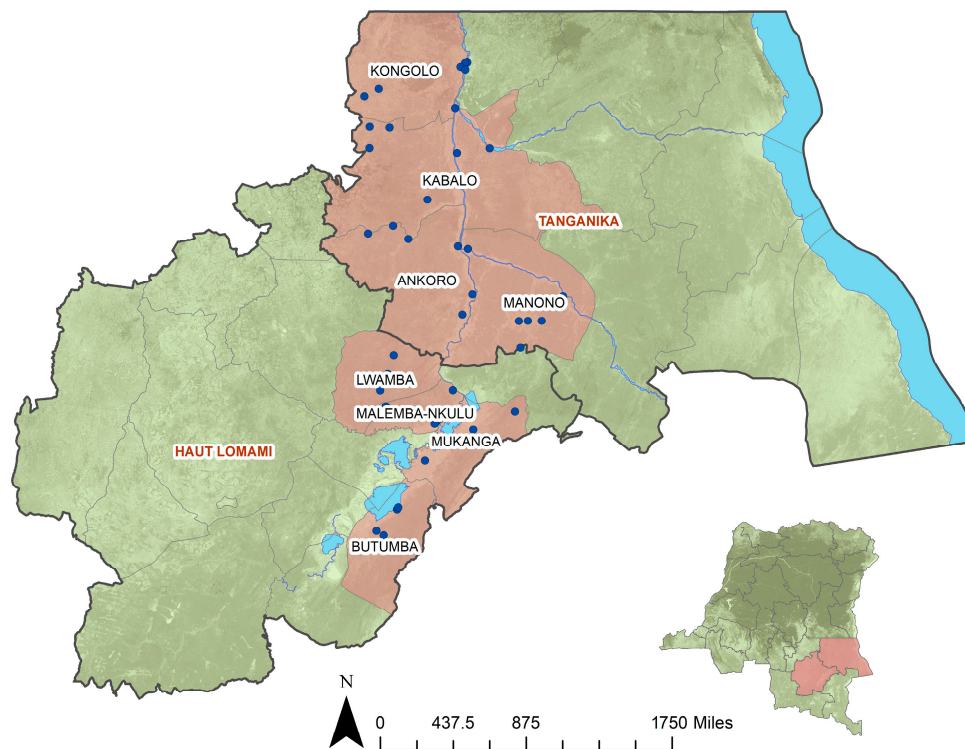 KONGOLO
KABALO
TANGANIKA
ANKORO
MANONO
LWAMBA
MALEMBA-NKULU
MUKANGA
HAUT LOMAMI
BUTUMBA
N
0 437.5 875 1750 Miles